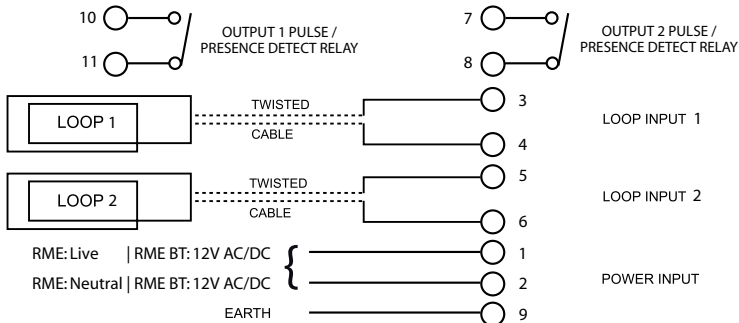 10
OUTPUT 1 PULSE /
PRESENCE DETECT RELAY
11
7
OUTPUT 2 PULSE /
PRESENCE DETECT RELAY
8
LOOP 1
TWISTED
CABLE
3
4
LOOP INPUT 1
LOOP 2
TWISTED
CABLE
5
6
LOOP INPUT 2
RME: Live | RME BT: 12V AC/DC
RME: Neutral | RME BT: 12V AC/DC
{
1
2
POWER INPUT
EARTH
9